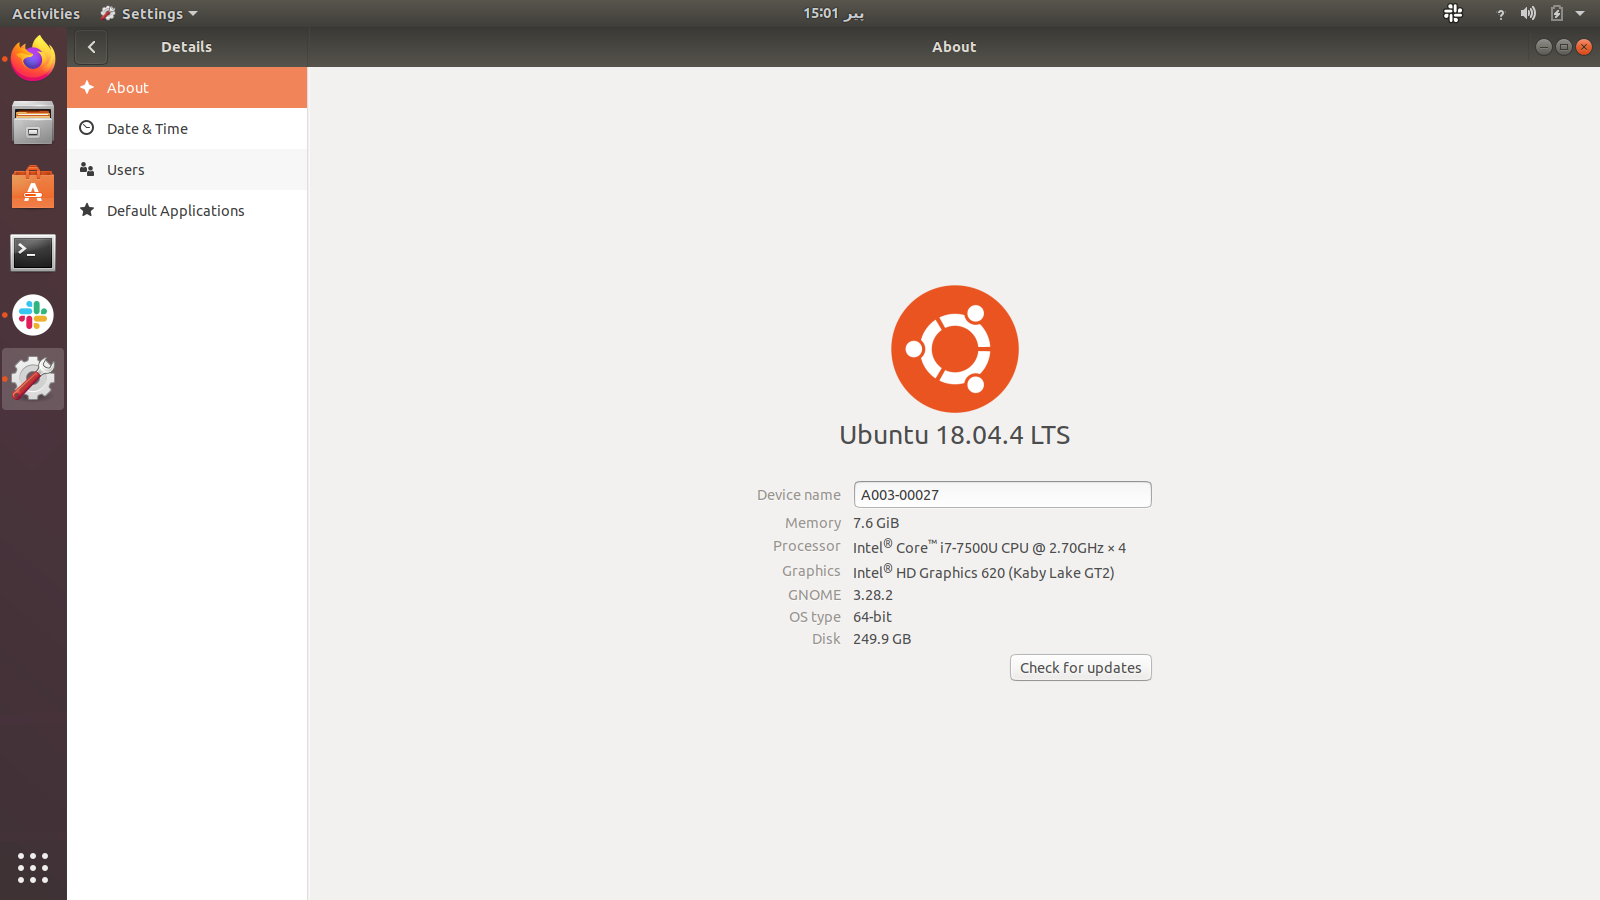 Activities
Settings
15:01 پیر
?
Details
About
About
Date & Time
Users
Default Applications
Ubuntu 18.04.4 LTS
Device name A003-00027
Memory 7.6 GiB
Processor Intel® Core™ i7-7500U CPU @ 2.70GHz × 4
Graphics Intel® HD Graphics 620 (Kaby Lake GT2)
GNOME 3.28.2
OS type 64-bit
Disk 249.9 GB
Check for updates